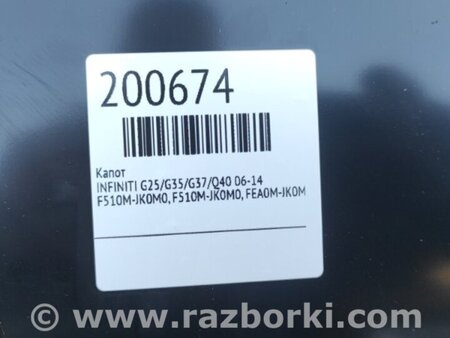 200674
Капот
INFINITI G25/G35/G37/Q40 06-14
F510M-JK0M0, F510M-JK0M0, FEA0M-JK0M
© www.razborki.com